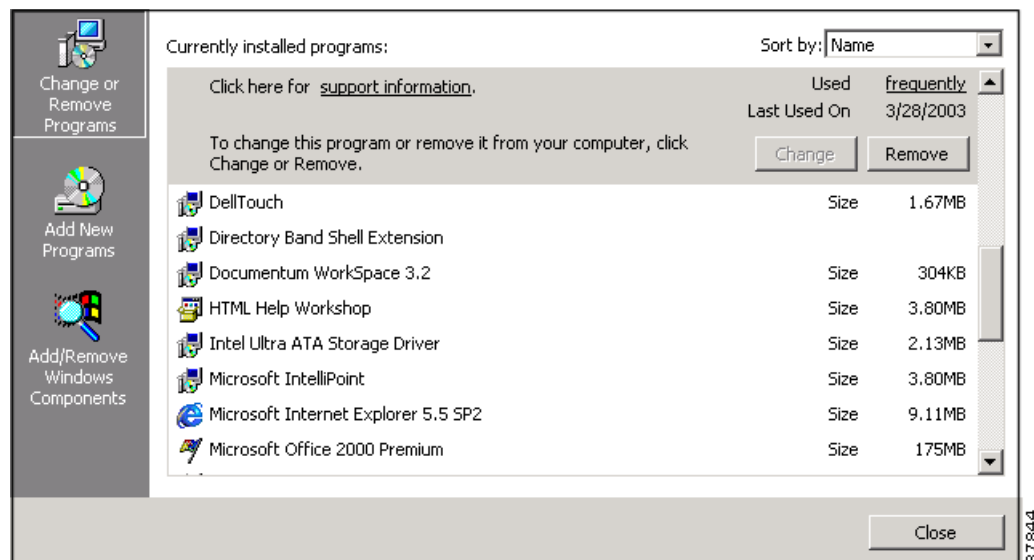 Change or
Remove
Programs
Add New
Programs
Add/Remove
Windows
Components
Currently installed programs:
Sort by: Name
Click here for support information.
Used frequently
Last Used On 3/28/2003
To change this program or remove it from your computer, click
Change or Remove.
Change Remove
DellTouch Size 1.67MB
Directory Band Shell Extension
Documentum WorkSpace 3.2 Size 304KB
HTML Help Workshop Size 3.80MB
Intel Ultra ATA Storage Driver Size 2.13MB
Microsoft IntelliPoint Size 3.80MB
Microsoft Internet Explorer 5.5 SP2 Size 9.11MB
Microsoft Office 2000 Premium Size 175MB
Close